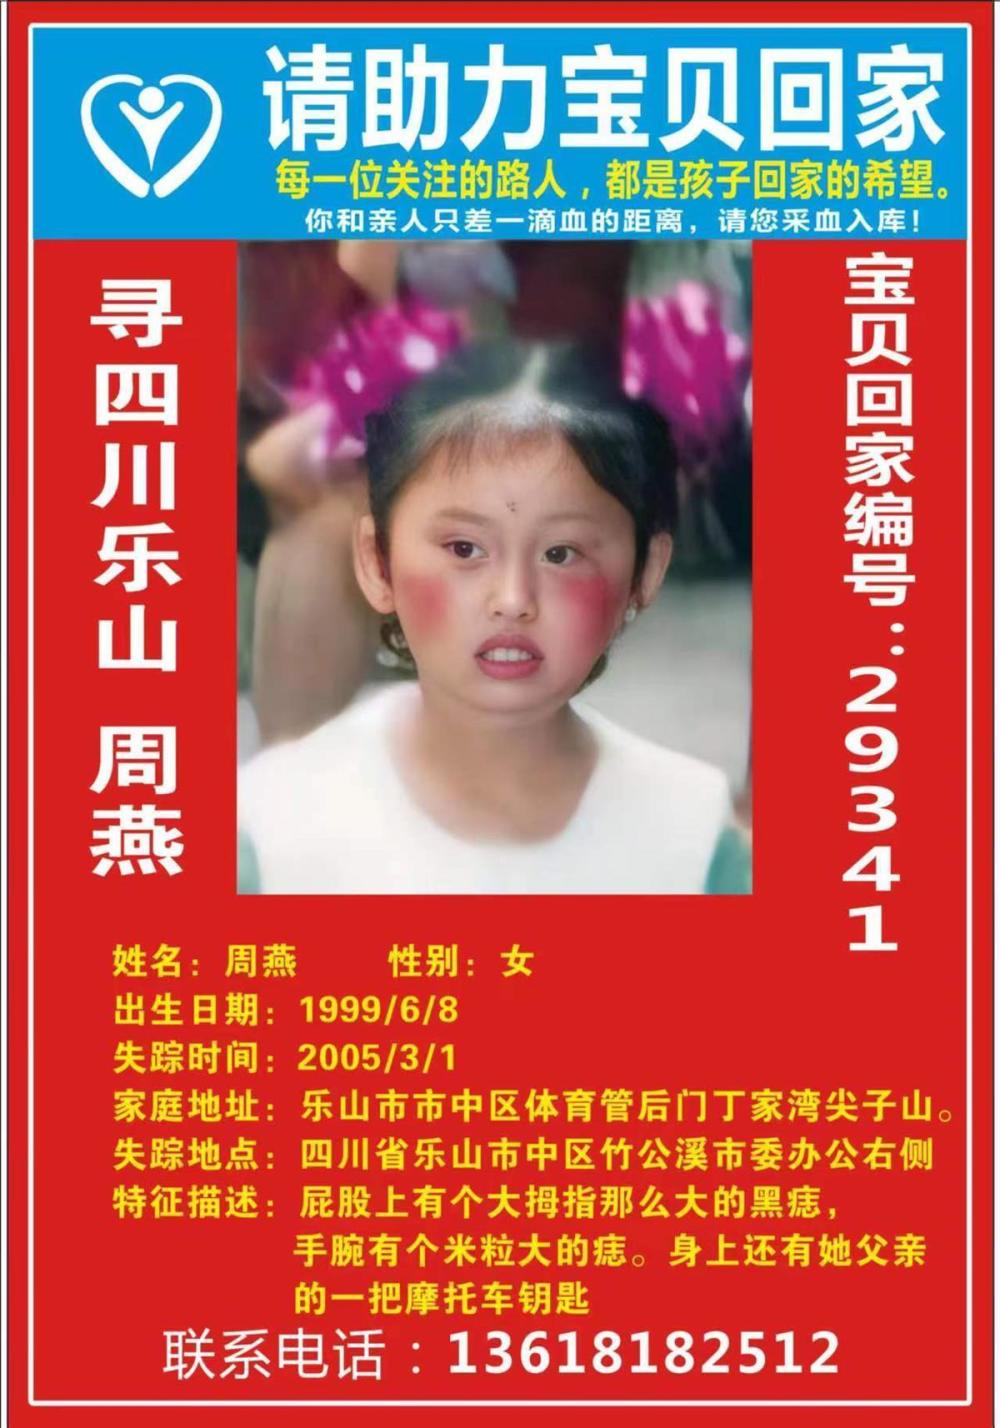 请助力宝贝回家
每一位关注的路人，都是孩子回家的希望。
你和亲人只差一滴血的距离，请您采血入库！
寻四川乐山 周燕
宝贝回家编号：29341
姓名：周燕 性别：女
出生日期：1999/6/8
失踪时间：2005/3/1
家庭地址：乐山市市中区体育管后门丁家湾尖子山。
失踪地点：四川省乐山市中区竹公溪市委办公右侧
特征描述：屁股上有个大拇指那么大的黑痣，
手腕有个米粒大的痣。身上还有她父亲
的一把摩托车钥匙
联系电话：13618182512